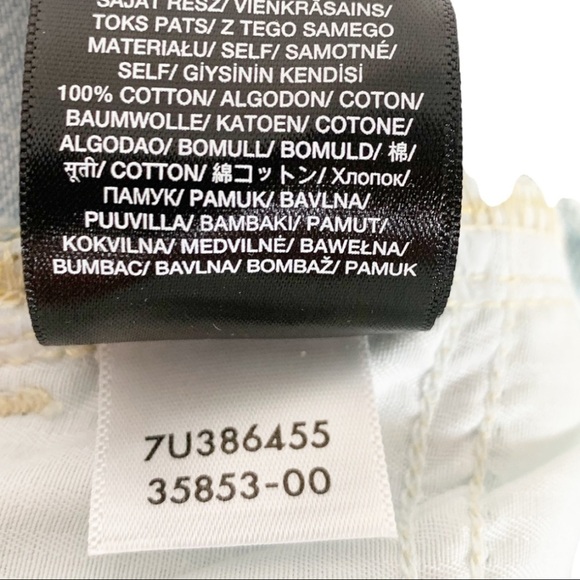 SAJÁT RÉSZ/ VIENKRĀSAINS/
TOKS PATS/ Z TEGO SAMEGO
MATERIAŁU/ SELF/ SAMOTNÉ/
SELF/ GİYSİNİN KENDİSİ
100% COTTON/ ALGODON/ COTON/
BAUMWOLLE/ KATOEN/ COTONE/
ALGODAO/ BOMULL/ BOMULD/ 棉/
सूती/ COTTON/ 綿コットン/ Хлопок/
ПАМУК/ PAMUK/ BAVLNA/
PUUVILLA/ BAMBAKI/ PAMUT/
KOKVILNA/ MEDVILNĖ/ BAWEŁNA/
BUMBAC/ BAVLNA/ BOMBAŽ/ PAMUK
7U386455
35853-00